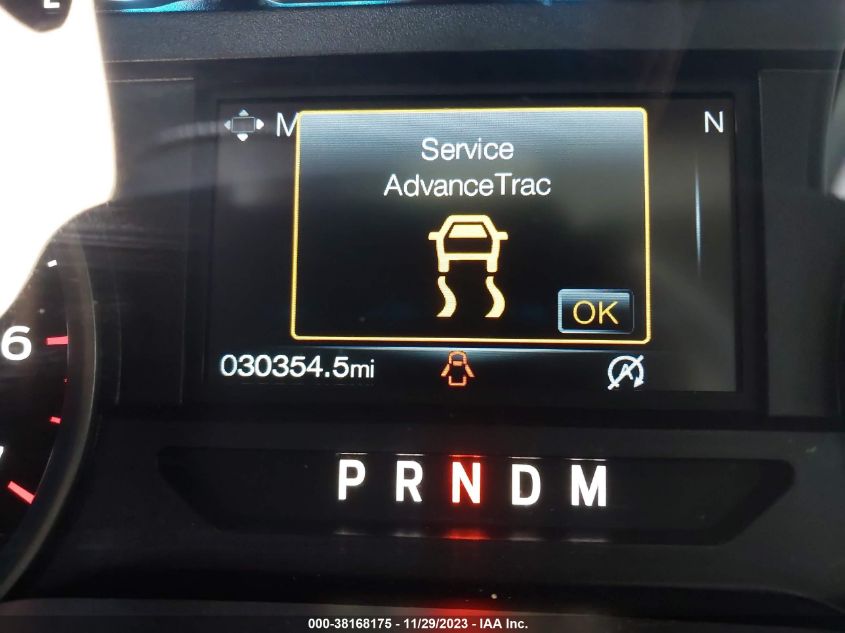 E
M
N
Service
AdvanceTrac
OK
6
030354.5mi
A
P R N D M
000-38168175 - 11/29/2023 - IAA Inc.